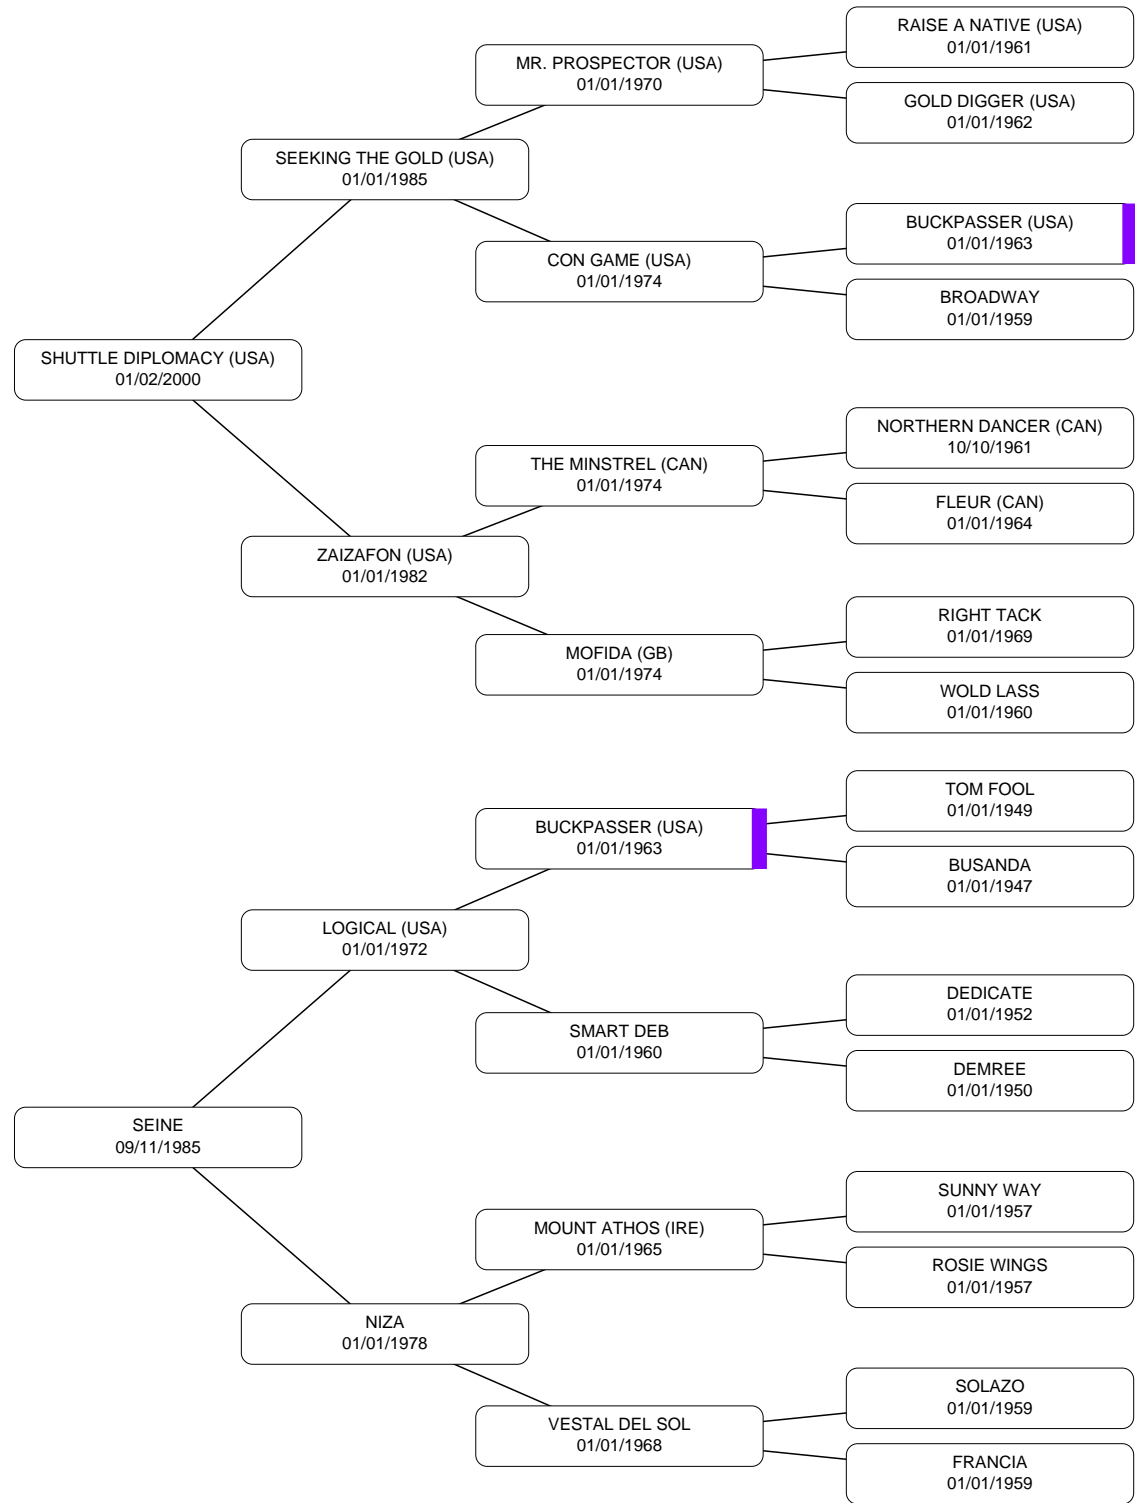 RAISE A NATIVE (USA)
01/01/1961
MR. PROSPECTOR (USA)
01/01/1970
GOLD DIGGER (USA)
01/01/1962
SEEKING THE GOLD (USA)
01/01/1985
BUCKPASSER (USA)
01/01/1963
CON GAME (USA)
01/01/1974
BROADWAY
01/01/1959
SHUTTLE DIPLOMACY (USA)
01/02/2000
NORTHERN DANCER (CAN)
10/10/1961
THE MINSTREL (CAN)
01/01/1974
FLEUR (CAN)
01/01/1964
ZAIZAFON (USA)
01/01/1982
RIGHT TACK
01/01/1969
MOFIDA (GB)
01/01/1974
WOLD LASS
01/01/1960
TOM FOOL
01/01/1949
BUCKPASSER (USA)
01/01/1963
BUSANDA
01/01/1947
LOGICAL (USA)
01/01/1972
DEDICATE
01/01/1952
SMART DEB
01/01/1960
DEMREE
01/01/1950
SEINE
09/11/1985
SUNNY WAY
01/01/1957
MOUNT ATHOS (IRE)
01/01/1965
ROSIE WINGS
01/01/1957
NIZA
01/01/1978
SOLAZO
01/01/1959
VESTAL DEL SOL
01/01/1968
FRANCIA
01/01/1959